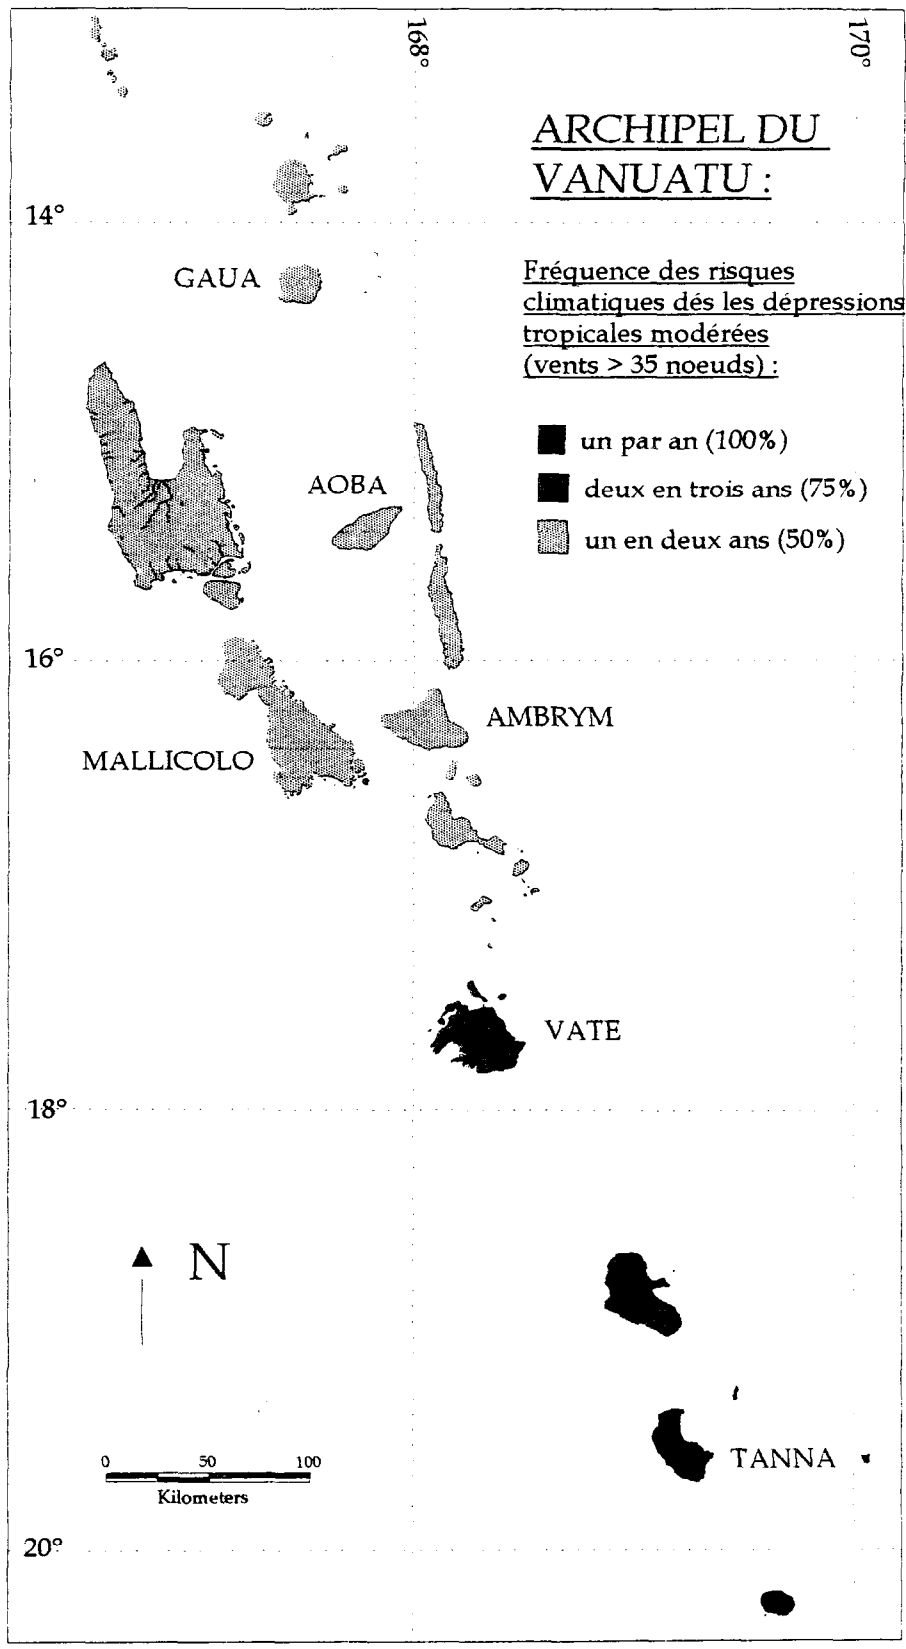 168°
170°
ARCHIPEL DU
VANUATU :
14°
GAUA
Fréquence des risques
climatiques dés les dépressions
tropicales modérées
(vents > 35 noeuds) :
un par an (100%)
AOBA
deux en trois ans (75%)
un en deux ans (50%)
16°
AMBRYM
MALLICOLO
VATE
18°
N
0 50 100
Kilometers
TANNA
20°